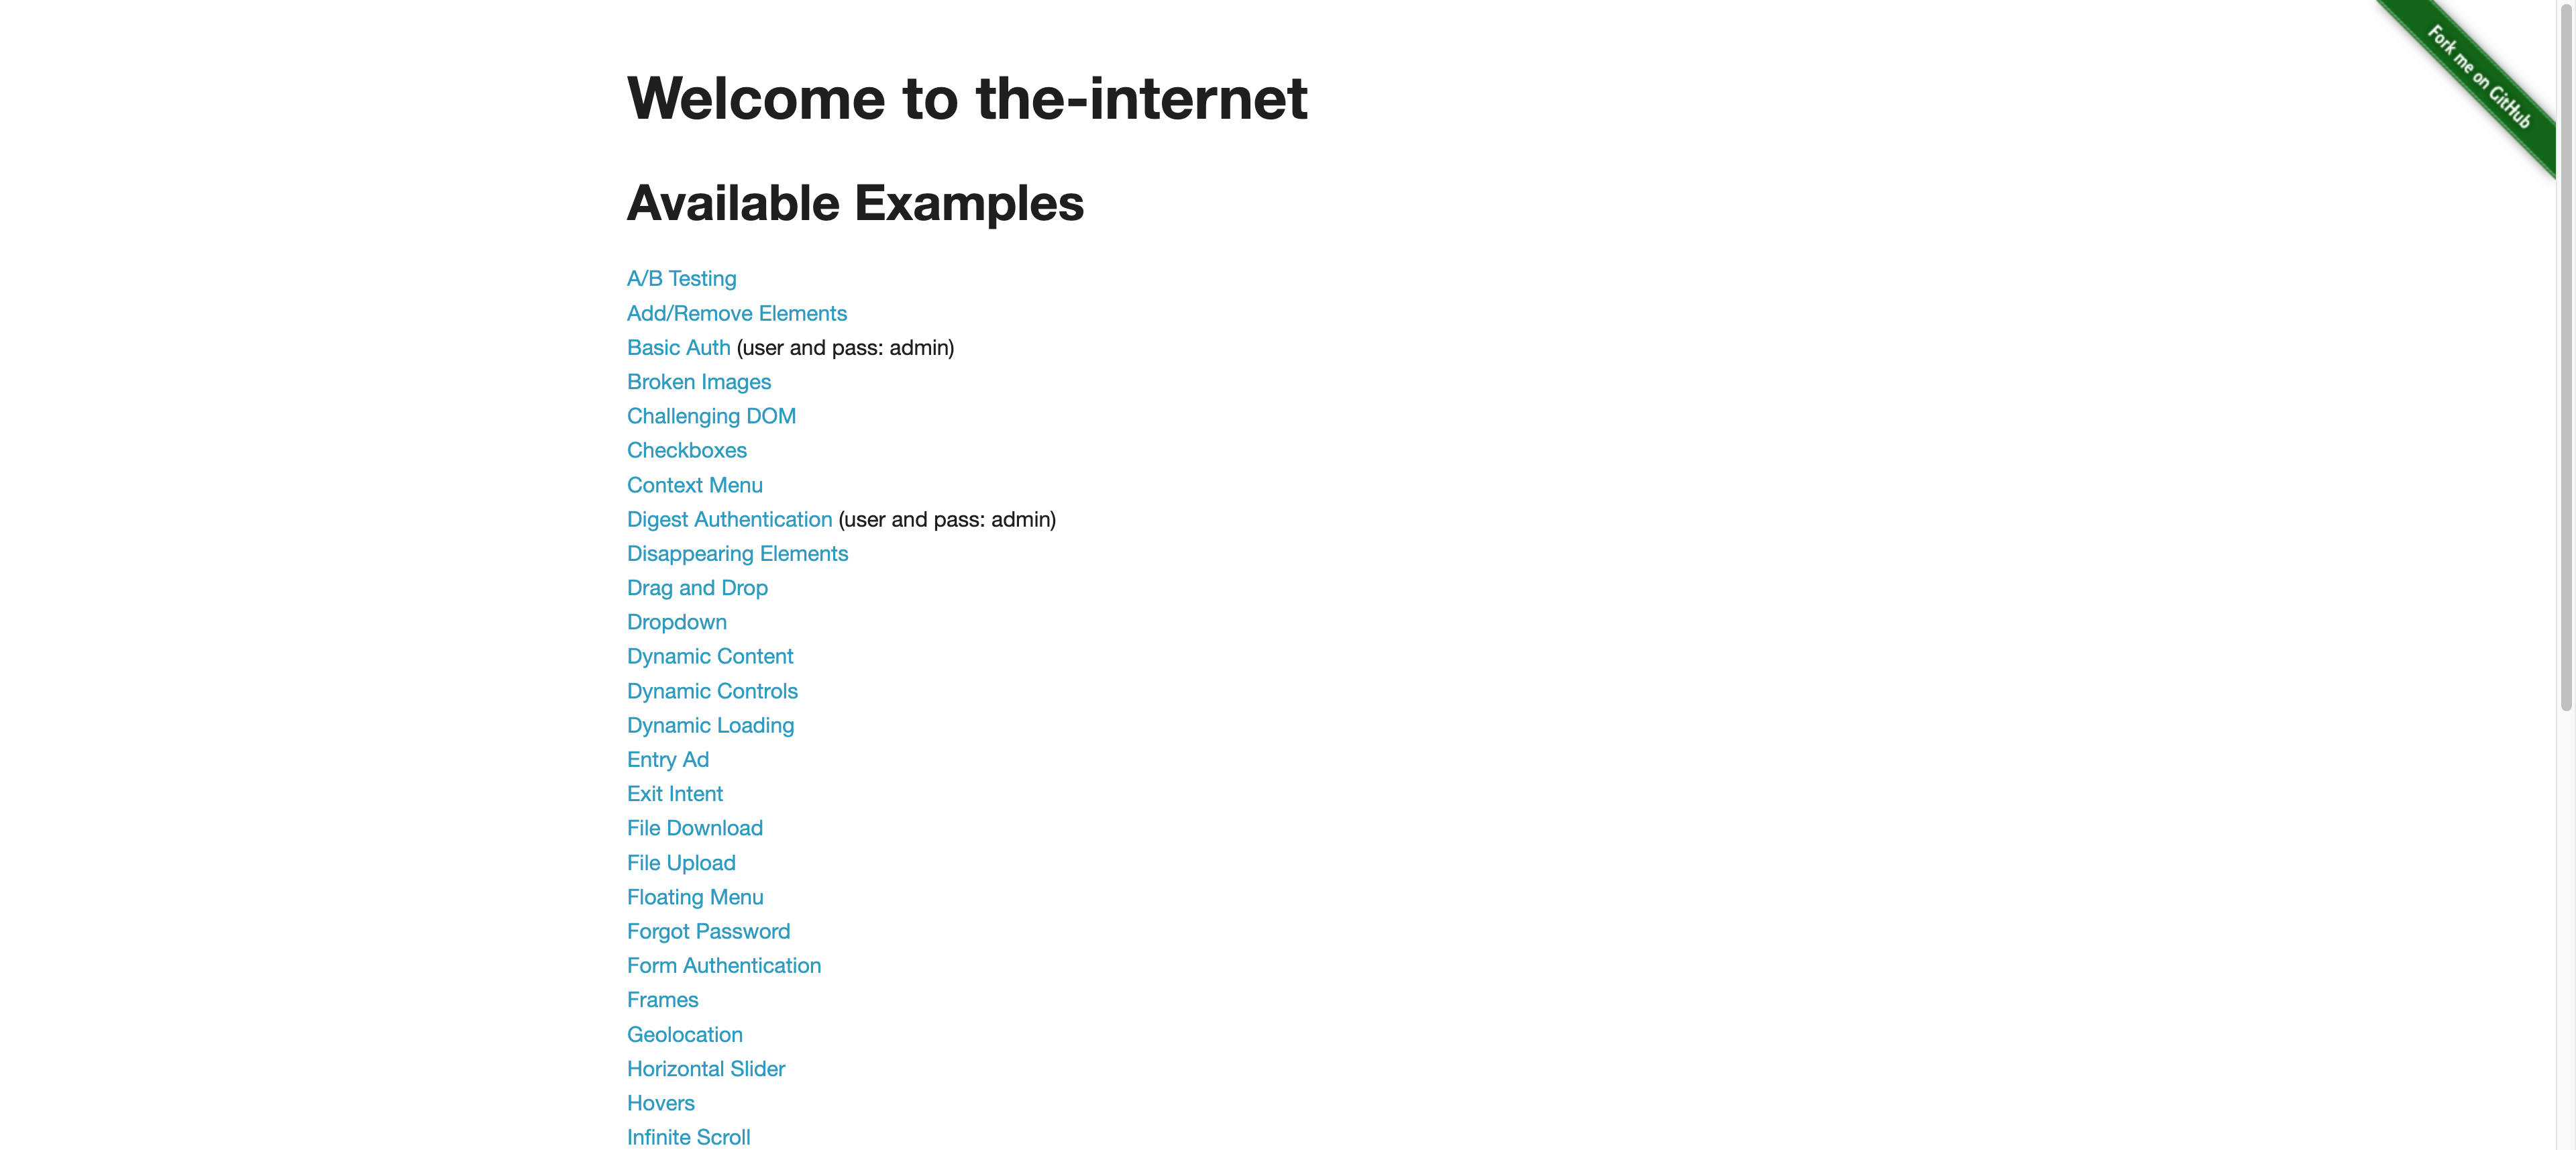 Fork me on GitHub
Welcome to the-internet
Available Examples
A/B Testing
Add/Remove Elements
Basic Auth (user and pass: admin)
Broken Images
Challenging DOM
Checkboxes
Context Menu
Digest Authentication (user and pass: admin)
Disappearing Elements
Drag and Drop
Dropdown
Dynamic Content
Dynamic Controls
Dynamic Loading
Entry Ad
Exit Intent
File Download
File Upload
Floating Menu
Forgot Password
Form Authentication
Frames
Geolocation
Horizontal Slider
Hovers
Infinite Scroll